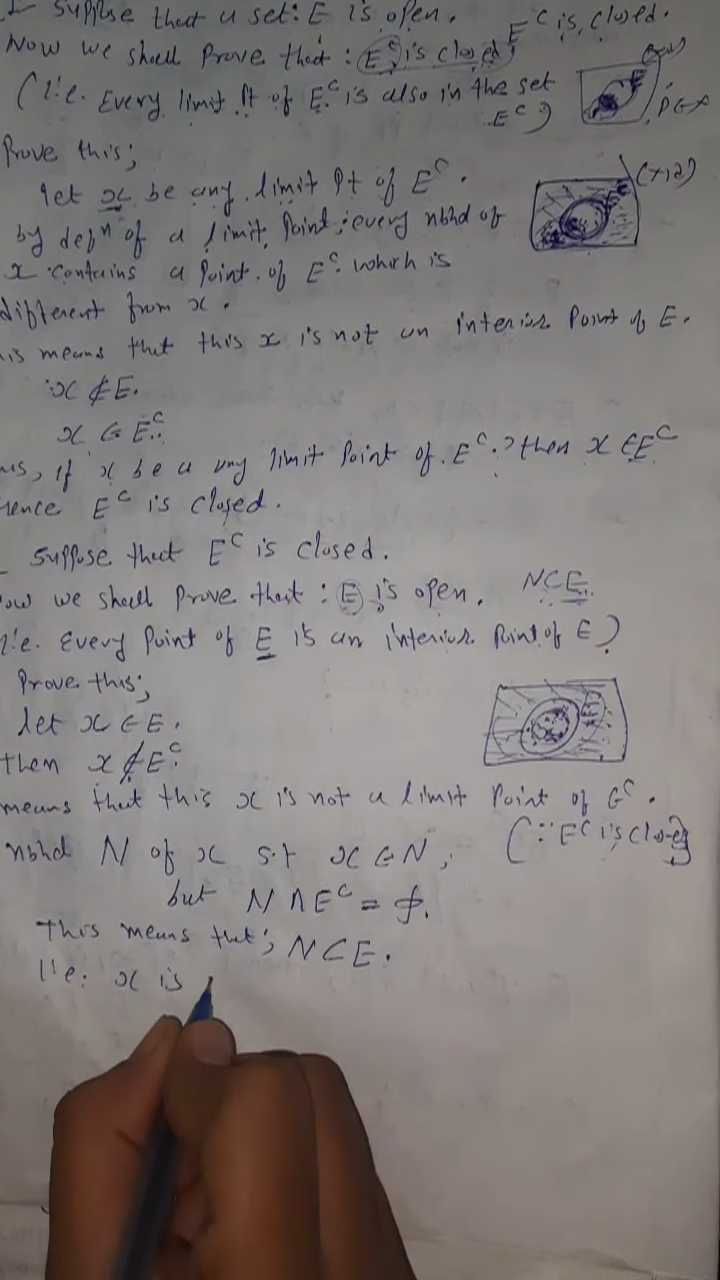 Suppose that a set: E is open. E^c is closed.
Now we shall Prove that: E^c is closed
(i.e. Every limit pt of E^c is also in the set
E^c)
Prove this;
let x be any limit pt of E^c.
by defn of a limit Point; every nbhd of
x contains a Point of E^c which is
different from x.
is means that this x is not an interior Point of E.
∴ x ∉ E.
x ∈ E^c.
us, if x be a any limit Point of E^c. then x ∈ E^c
ence E^c is closed.
Suppose that E^c is closed.
ow we shall Prove that: E is open. N⊂E.
i.e. Every Point of E is an interior Point of E)
Prove this;
let x ∈ E.
then x ∉ E^c
means that this x is not a limit Point of E^c.
(∵ E^c is closed)
nbhd N of x s.t x ∈ N,
but N ∩ E^c = ϕ.
This means that; N⊂E.
i.e. x is